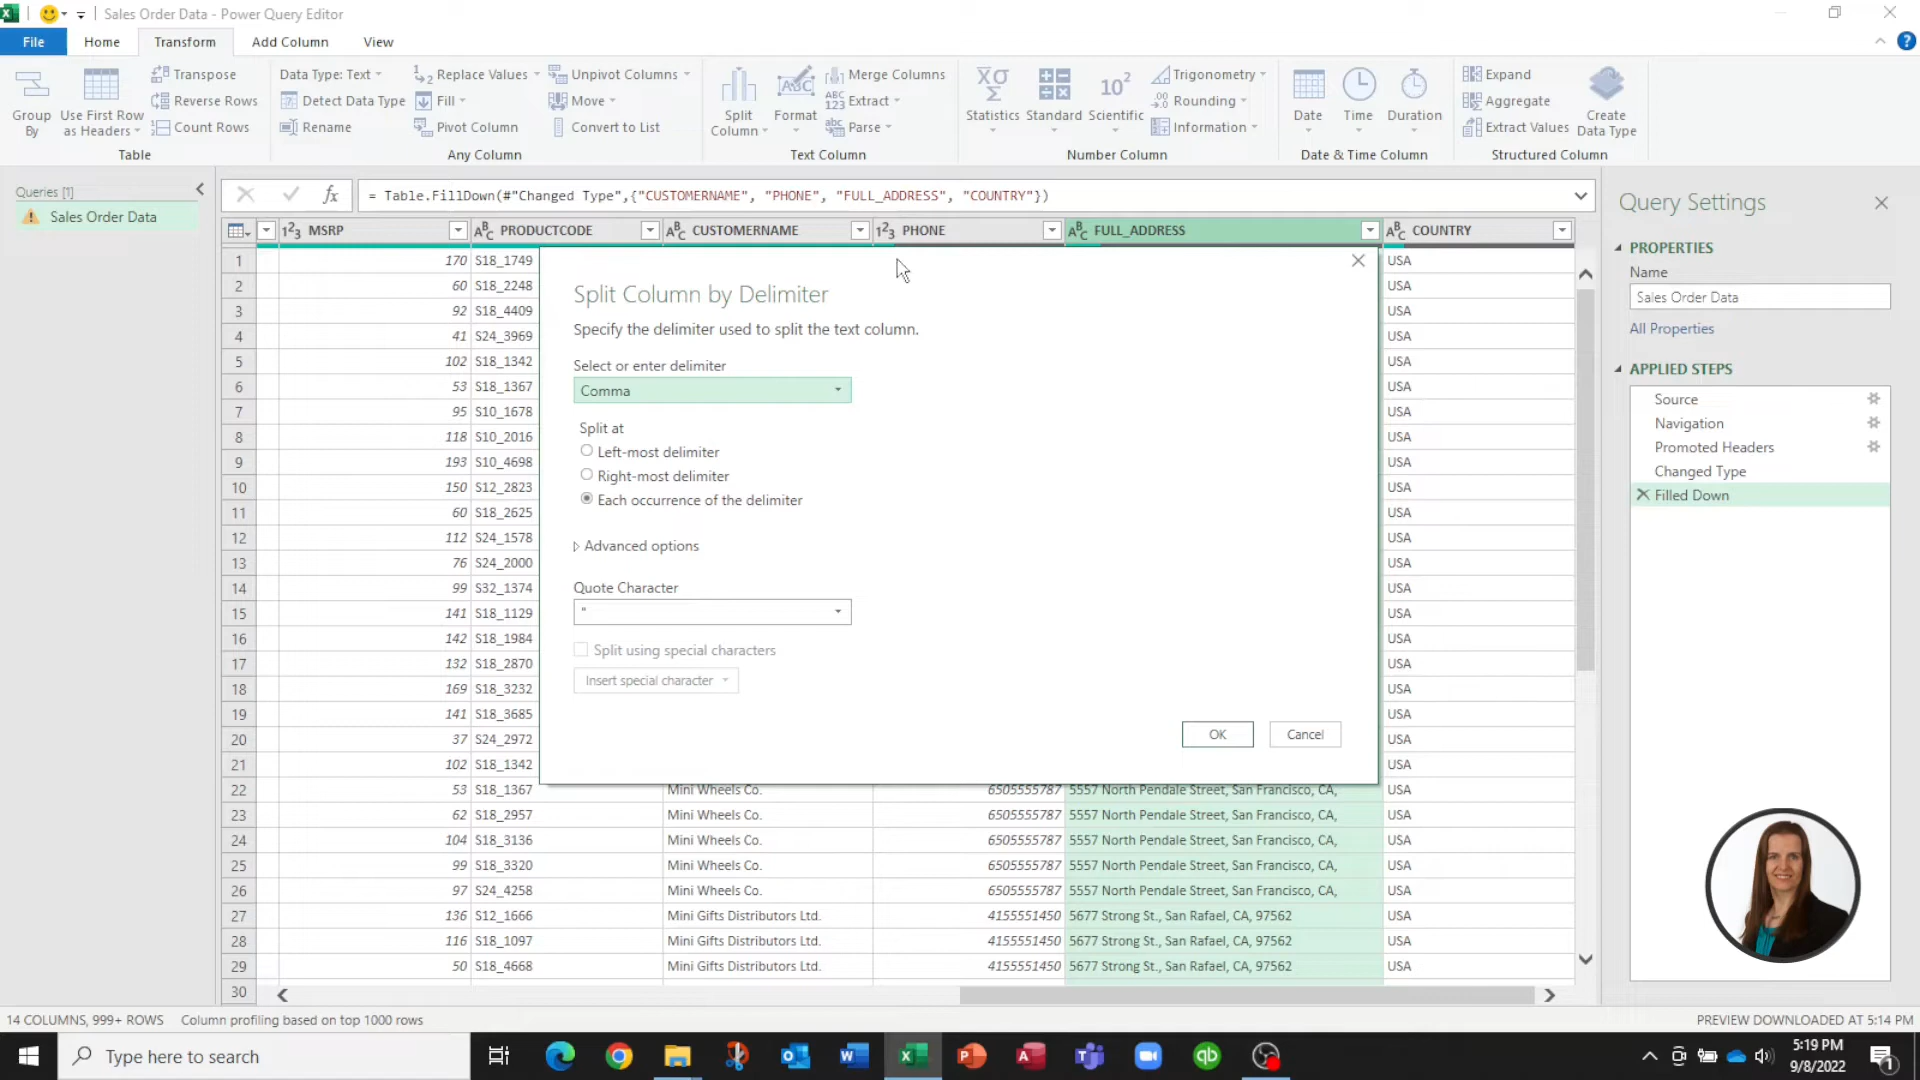 Sales Order Data - Power Query Editor
File
Home
Transform
Add Column
View
Group By
Use First Row as Headers
Transpose
Reverse Rows
Count Rows
Table
Data Type: Text
Detect Data Type
Rename
Replace Values
Fill
Pivot Column
Unpivot Columns
Move
Convert to List
Any Column
Split Column
Format
Merge Columns
Extract
Parse
Text Column
Statistics
Standard
Scientific
Trigonometry
Rounding
Information
Number Column
Date
Time
Duration
Date & Time Column
Expand
Aggregate
Extract Values
Create Data Type
Structured Column
Queries [1]
Sales Order Data
= Table.FillDown(#"Changed Type",{"CUSTOMERNAME", "PHONE", "FULL_ADDRESS", "COUNTRY"})
MSRP PRODUCTCODE CUSTOMERNAME PHONE FULL_ADDRESS COUNTRY
1 170 S18_1749 USA
2 60 S18_2248 USA
3 92 S18_4409 USA
4 41 S24_3969 USA
5 102 S18_1342 USA
6 53 S18_1367 USA
7 95 S10_1678 USA
8 118 S10_2016 USA
9 193 S10_4698 USA
10 150 S12_2823 USA
11 60 S18_2625 USA
12 112 S24_1578 USA
13 76 S24_2000 USA
14 99 S32_1374 USA
15 141 S18_1129 USA
16 142 S18_1984 USA
17 132 S18_2870 USA
18 169 S18_3232 USA
19 141 S18_3685 USA
20 37 S24_2972 USA
21 102 S18_1342 USA
22 53 S18_1367 Mini Wheels Co. 6505555787 5557 North Pendale Street, San Francisco, CA, USA
23 62 S18_2957 Mini Wheels Co. 6505555787 5557 North Pendale Street, San Francisco, CA, USA
24 104 S18_3136 Mini Wheels Co. 6505555787 5557 North Pendale Street, San Francisco, CA, USA
25 99 S18_3320 Mini Wheels Co. 6505555787 5557 North Pendale Street, San Francisco, CA, USA
26 97 S24_4258 Mini Wheels Co. 6505555787 5557 North Pendale Street, San Francisco, CA, USA
27 136 S12_1666 Mini Gifts Distributors Ltd. 4155551450 5677 Strong St., San Rafael, CA, 97562 USA
28 116 S18_1097 Mini Gifts Distributors Ltd. 4155551450 5677 Strong St., San Rafael, CA, 97562 USA
29 50 S18_4668 Mini Gifts Distributors Ltd. 4155551450 5677 Strong St., San Rafael, CA, 97562 USA
30
Split Column by Delimiter
Specify the delimiter used to split the text column.
Select or enter delimiter
Comma
Split at
Left-most delimiter
Right-most delimiter
Each occurrence of the delimiter
Advanced options
Quote Character
"
Split using special characters
Insert special character
OK
Cancel
Query Settings
PROPERTIES
Name
Sales Order Data
All Properties
APPLIED STEPS
Source
Navigation
Promoted Headers
Changed Type
Filled Down
14 COLUMNS, 999+ ROWS
Column profiling based on top 1000 rows
PREVIEW DOWNLOADED AT 5:14 PM
Type here to search
5:19 PM
9/8/2022
1